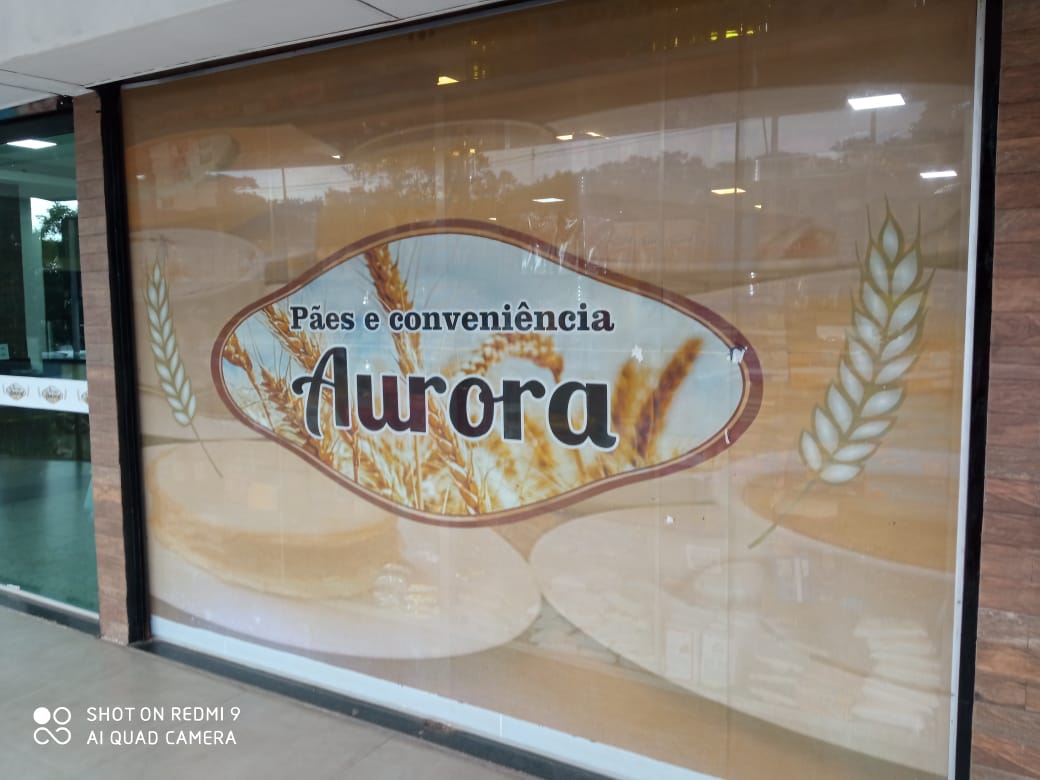 Pães e conveniência
Aurora
SHOT ON REDMI 9
AI QUAD CAMERA